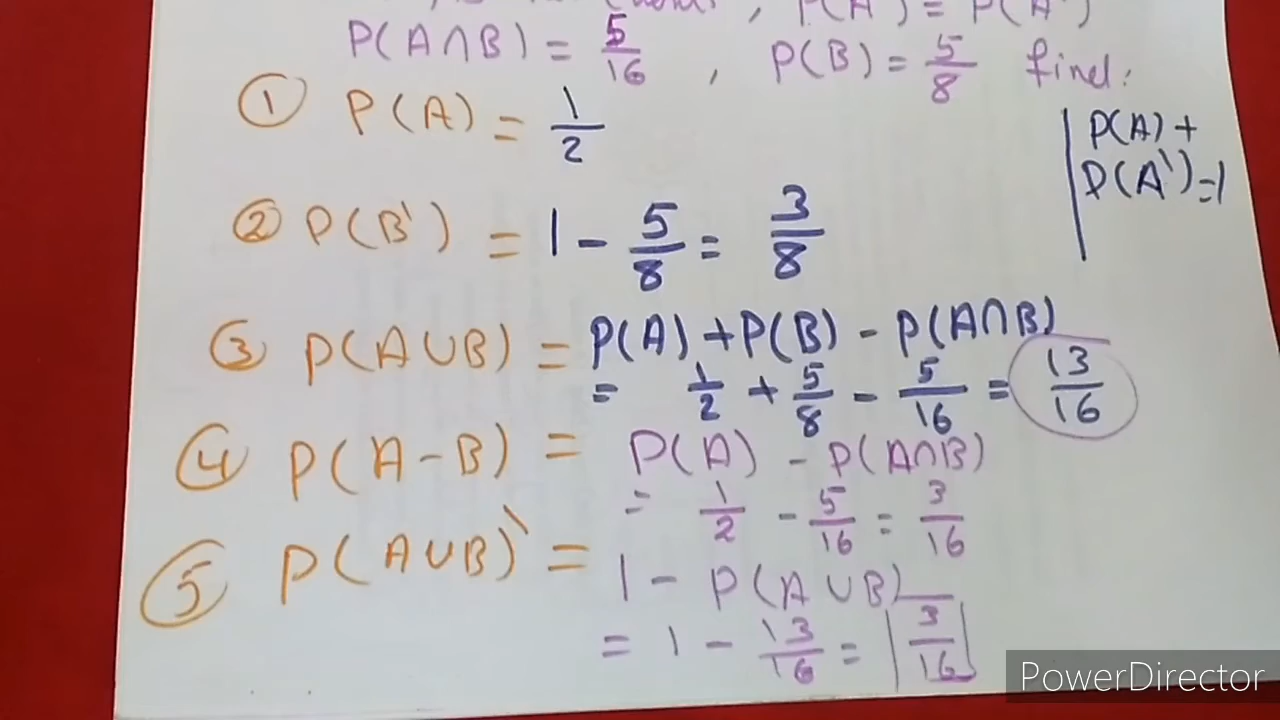 , P(A) = P(A')
P(A∩B) = 5/16 , P(B) = 5/8 find:
① P(A) = 1/2
P(A) +
P(A`) = 1
② P(B`) = 1 - 5/8 = 3/8
③ P(A∪B) = P(A) + P(B) - P(A∩B)
= 1/2 + 5/8 - 5/16 = 13/16
④ P(A-B) = P(A) - P(A∩B)
= 1/2 - 5/16 = 3/16
⑤ P(A∪B)` = 1 - P(A∪B)
= 1 - 13/16 = 3/16
PowerDirector